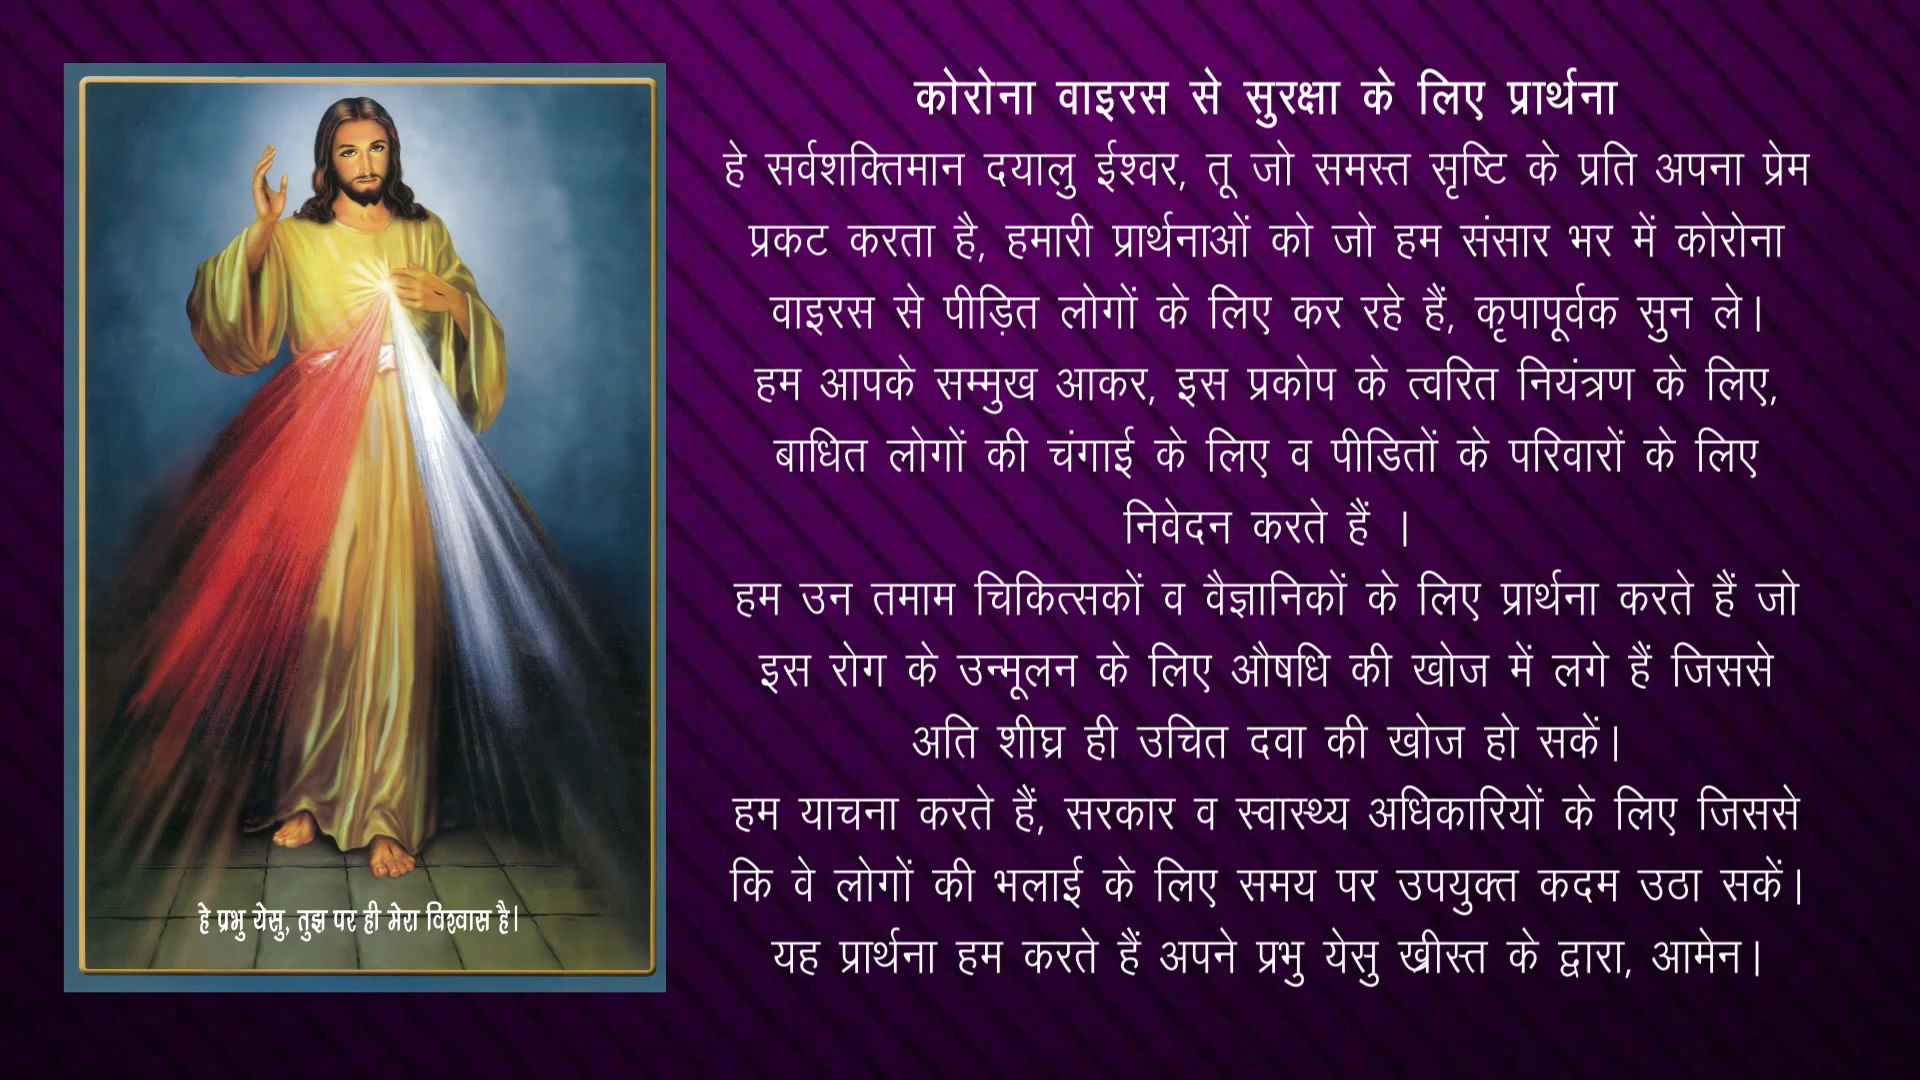 कोरोना वाइरस से सुरक्षा के लिए प्रार्थना
हे सर्वशक्तिमान दयालु ईश्वर, तू जो समस्त सृष्टि के प्रति अपना प्रेम
प्रकट करता है, हमारी प्रार्थनाओं को जो हम संसार भर में कोरोना
वाइरस से पीड़ित लोगों के लिए कर रहे हैं, कृपापूर्वक सुन ले।
हम आपके सम्मुख आकर, इस प्रकोप के त्वरित नियंत्रण के लिए,
बाधित लोगों की चंगाई के लिए व पीडितों के परिवारों के लिए
निवेदन करते हैं ।
हम उन तमाम चिकित्सकों व वैज्ञानिकों के लिए प्रार्थना करते हैं जो
इस रोग के उन्मूलन के लिए औषधि की खोज में लगे हैं जिससे
अति शीघ्र ही उचित दवा की खोज हो सकें।
हम याचना करते हैं, सरकार व स्वास्थ्य अधिकारियों के लिए जिससे
कि वे लोगों की भलाई के लिए समय पर उपयुक्त कदम उठा सकें।
यह प्रार्थना हम करते हैं अपने प्रभु येसु ख्रीस्त के द्वारा, आमेन।
हे प्रभु येसु, तुझ पर ही मेरा विश्वास है।